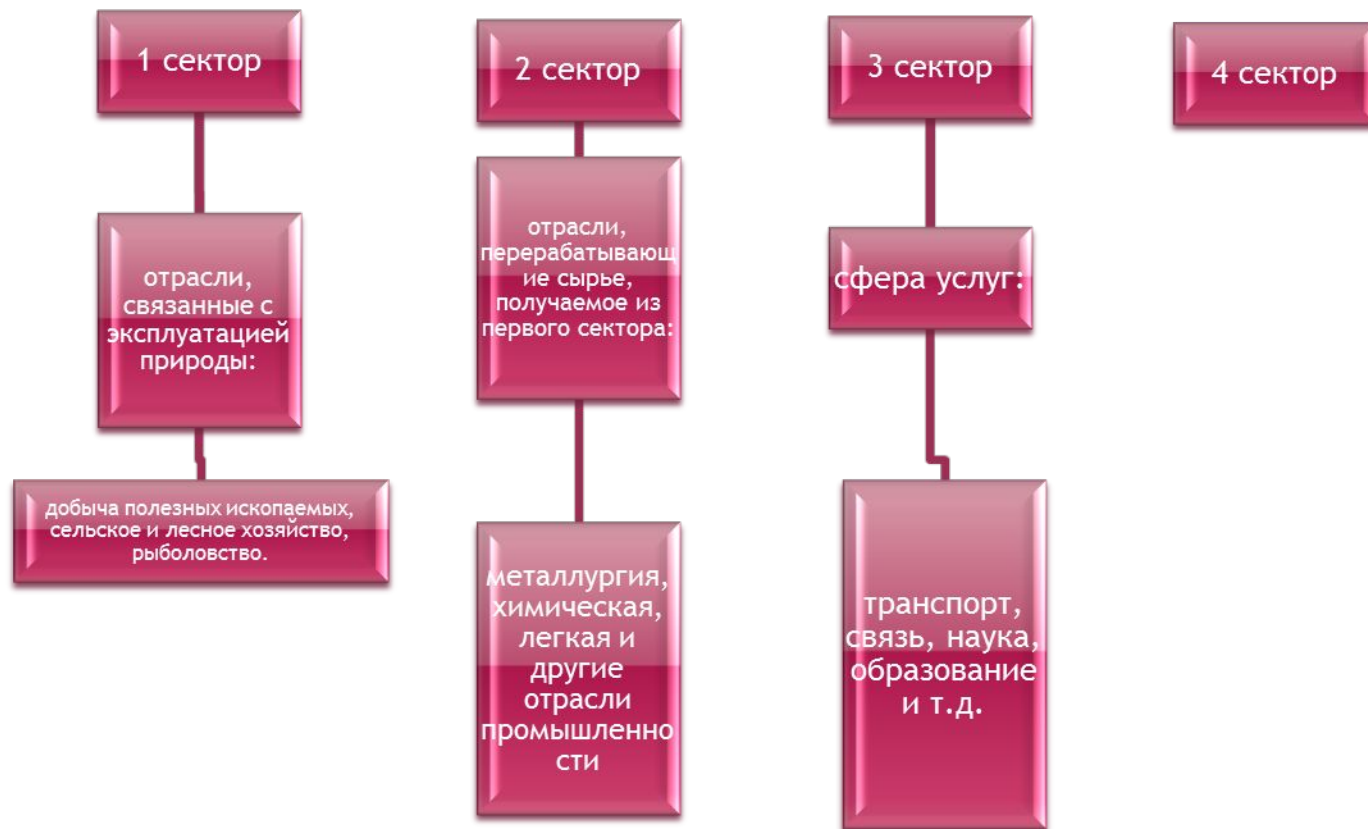 1 сектор
отрасли,
связанные с
эксплуатацией
природы:
добыча полезных ископаемых,
сельское и лесное хозяйство,
рыболовство.
2 сектор
отрасли,
перерабатывающ
ие сырье,
получаемое из
первого сектора:
металлургия,
химическая,
легкая и
другие
отрасли
промышленно
сти
3 сектор
сфера услуг:
транспорт,
связь, наука,
образование
и т.д.
4 сектор